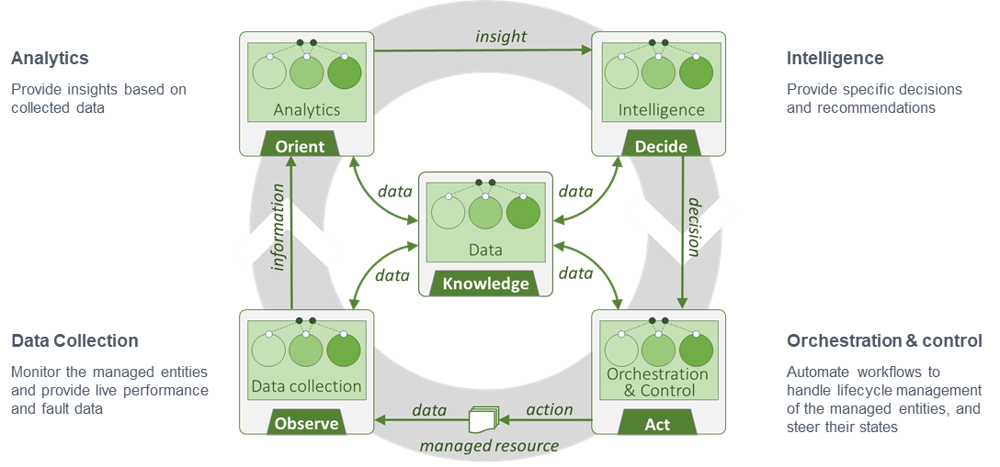 Analytics
Provide insights based on
collected data
Analytics
Orient
insight
Intelligence
Decide
Intelligence
Provide specific decisions
and recommendations
information
data
data
decision
Data
Knowledge
data
data
Data Collection
Monitor the managed entities
and provide live performance
and fault data
Data collection
Observe
data
action
managed resource
Orchestration
& Control
Act
Orchestration & control
Automate workflows to
handle lifecycle management
of the managed entities, and
steer their states